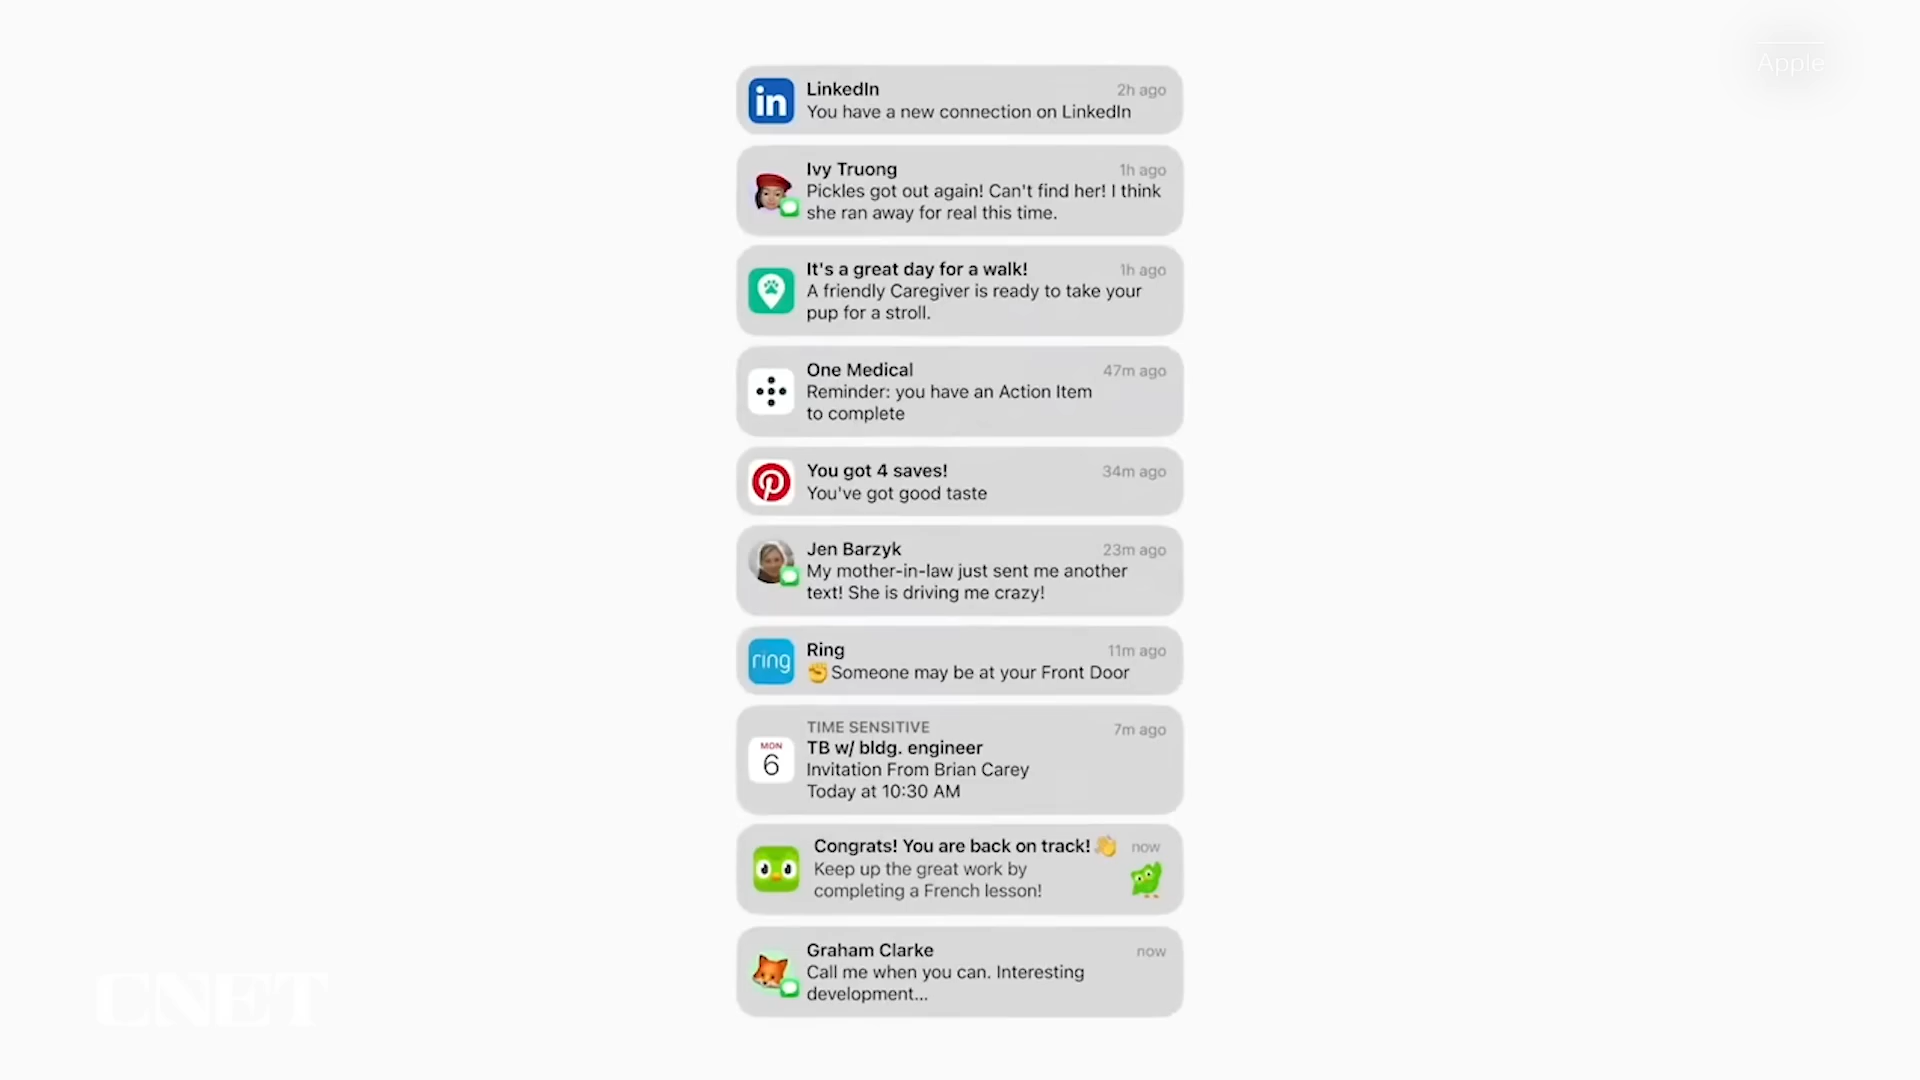 Apple
in
LinkedIn
2h ago
You have a new connection on LinkedIn
Ivy Truong
1h ago
Pickles got out again! Can't find her! I think
she ran away for real this time.
It's a great day for a walk!
1h ago
A friendly Caregiver is ready to take your
pup for a stroll.
One Medical
47m ago
Reminder: you have an Action Item
to complete
You got 4 saves!
34m ago
You've got good taste
Jen Barzyk
23m ago
My mother-in-law just sent me another
text! She is driving me crazy!
ring
Ring
11m ago
✊Someone may be at your Front Door
TIME SENSITIVE
7m ago
MON
6
TB w/ bldg. engineer
Invitation From Brian Carey
Today at 10:30 AM
Congrats! You are back on track!👏
now
Keep up the great work by
completing a French lesson!
Graham Clarke
now
Call me when you can. Interesting
development...
CNET